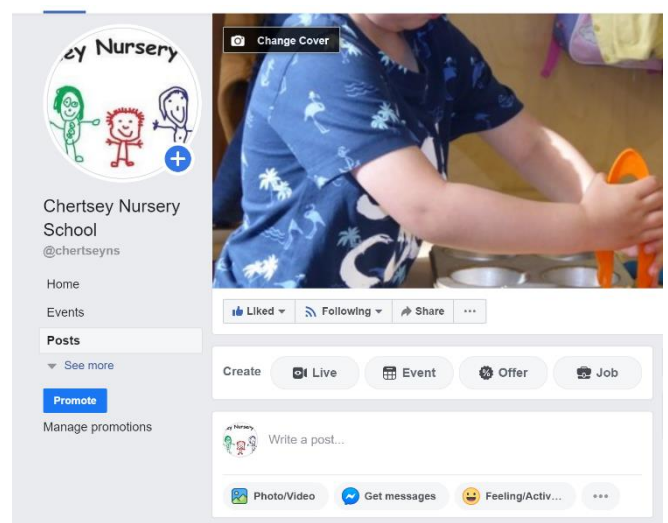 ey Nursery
Change Cover
Chertsey Nursery
School
@chertseyns
Home
Events
Posts
See more
Promote
Manage promotions
Liked
Following
Share
Create
Live
Event
Offer
Job
Write a post...
Photo/Video
Get messages
Feeling/Activ...